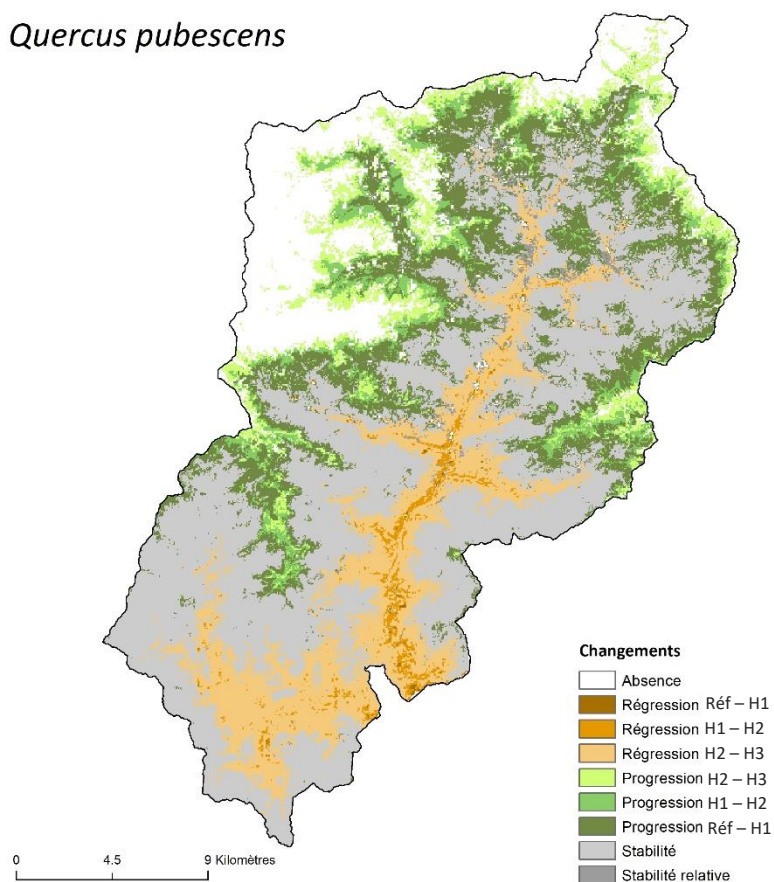 Quercus pubescens
Changements
Absence
Régression Réf – H1
Régression H1 – H2
Régression H2 – H3
Progression H2 – H3
Progression H1 – H2
Progression Réf – H1
Stabilité
Stabilité relative
0 4.5 9 Kilomètres